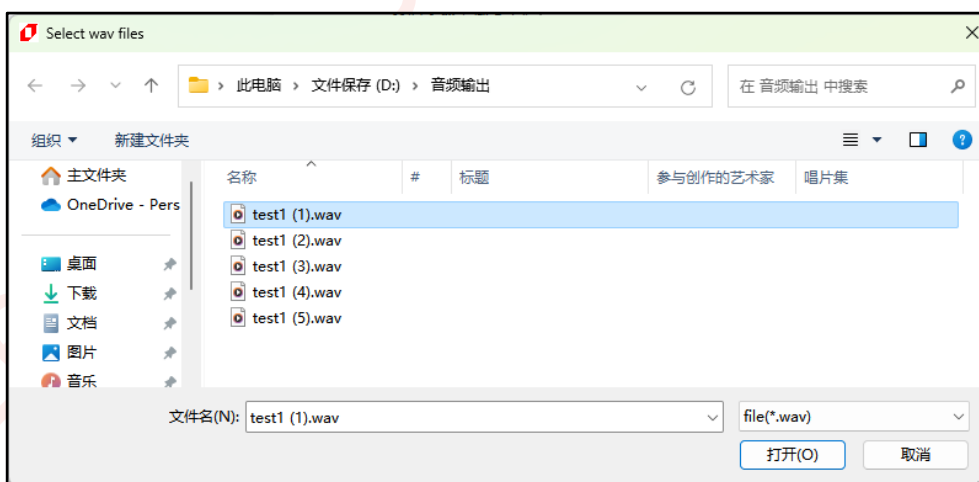 Select wav files
此电脑 › 文件保存 (D:) › 音频输出
在 音频输出 中搜索
组织
新建文件夹
主文件夹
OneDrive - Pers
桌面
下载
文档
图片
音乐
名称
#
标题
参与创作的艺术家
唱片集
test1 (1).wav
test1 (2).wav
test1 (3).wav
test1 (4).wav
test1 (5).wav
文件名(N):
test1 (1).wav
file(*.wav)
打开(O)
取消